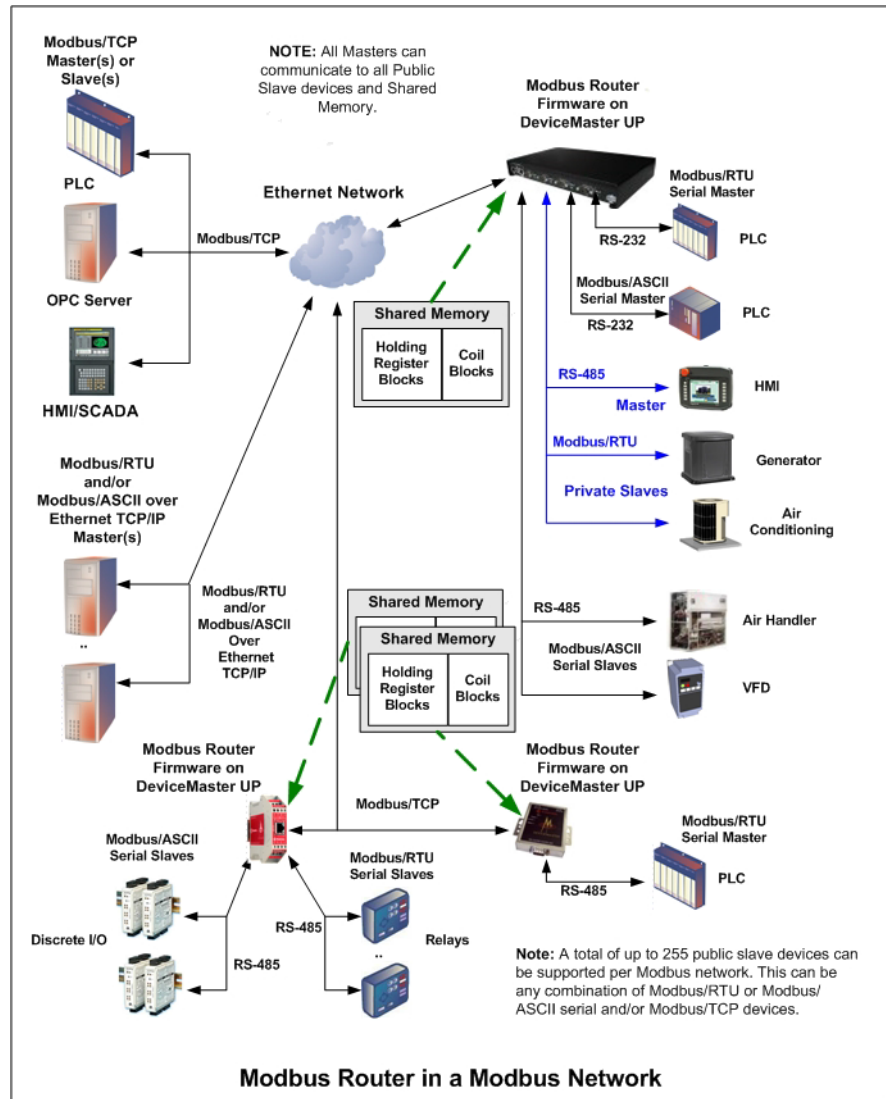 Modbus/TCP
Master(s) or
Slave(s)
PLC
OPC Server
HMI/SCADA
NOTE: All Masters can
communicate to all Public
Slave devices and Shared
Memory.
Modbus Router
Firmware on
DeviceMaster UP
Ethernet Network
Modbus/TCP
Modbus/RTU
Serial Master
RS-232
PLC
Modbus/ASCII
Serial Master
RS-232
PLC
Shared Memory
Holding
Register
Blocks
Coil
Blocks
RS-485
Master
HMI
Modbus/RTU
Generator
Private Slaves
Air
Conditioning
Modbus/RTU
and/or
Modbus/ASCII over
Ethernet TCP/IP
Master(s)
..
Modbus/RTU
and/or
Modbus/ASCII
Over
Ethernet
TCP/IP
Shared Memory
Shared Memory
Holding
Register
Blocks
Coil
Blocks
RS-485
Air Handler
Modbus/ASCII
Serial Slaves
VFD
Modbus Router
Firmware on
DeviceMaster UP
Modbus/TCP
Modbus Router
Firmware on
DeviceMaster UP
Modbus/ASCII
Serial Slaves
Discrete I/O
RS-485
Modbus/RTU
Serial Slaves
RS-485
..
Relays
Modbus/RTU
Serial Master
RS-485
PLC
Note: A total of up to 255 public slave devices can
be supported per Modbus network. This can be
any combination of Modbus/RTU or Modbus/
ASCII serial and/or Modbus/TCP devices.
Modbus Router in a Modbus Network